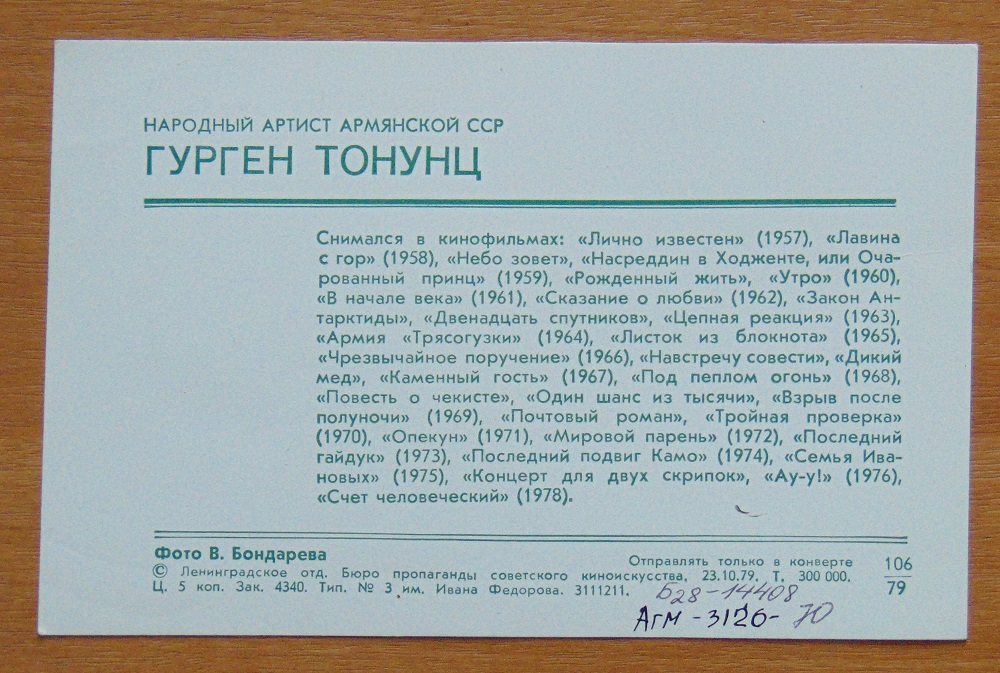 НАРОДНЫЙ АРТИСТ АРМЯНСКОЙ ССР
ГУРГЕН ТОНУНЦ
Снимался в кинофильмах: «Лично известен» (1957), «Лавина
с гор» (1958), «Небо зовет», «Насреддин в Ходженте, или Оча-
рованный принц» (1959), «Рожденный жить», «Утро» (1960),
«В начале века» (1961), «Сказание о любви» (1962), «Закон Ан-
тарктиды», «Двенадцать спутников», «Цепная реакция» (1963),
«Армия «Трясогузки» (1964), «Листок из блокнота» (1965),
«Чрезвычайное поручение» (1966), «Навстречу совести», «Дикий
мед», «Каменный гость» (1967), «Под пеплом огонь» (1968),
«Повесть о чекисте», «Один шанс из тысячи», «Взрыв после
полуночи» (1969), «Почтовый роман», «Тройная проверка»
(1970), «Опекун» (1971), «Мировой парень» (1972), «Последний
гайдук» (1973), «Последний подвиг Камо» (1974), «Семья Ива-
новых» (1975), «Концерт для двух скрипок», «Ау-у!» (1976),
«Счет человеческий» (1978).
Фото В. Бондарева
Отправлять только в конверте
© Ленинградское отд. Бюро пропаганды советского киноискусства, 23.10.79. Т. 300 000.
Ц. 5 коп. Зак. 4340. Тип. № 3 им. Ивана Федорова. 3111211.
106
79
Б28-14408
Агм-3126-70